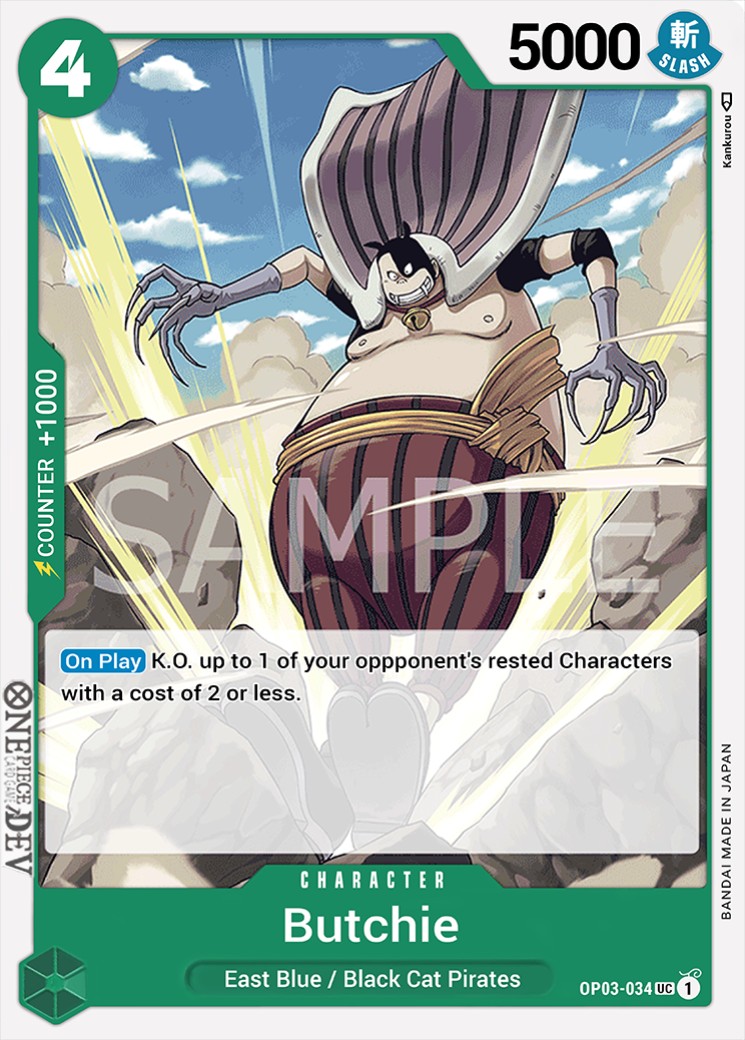 4
5000
斬
SLASH
Kankurou
COUNTER +1000
SAMPLE
On Play K.O. up to 1 of your oppponent's rested Characters
with a cost of 2 or less.
ONE PIECE
CARD GAME
/DEV
BANDAI MADE IN JAPAN
CHARACTER
Butchie
East Blue / Black Cat Pirates
OP03-034 UC 1